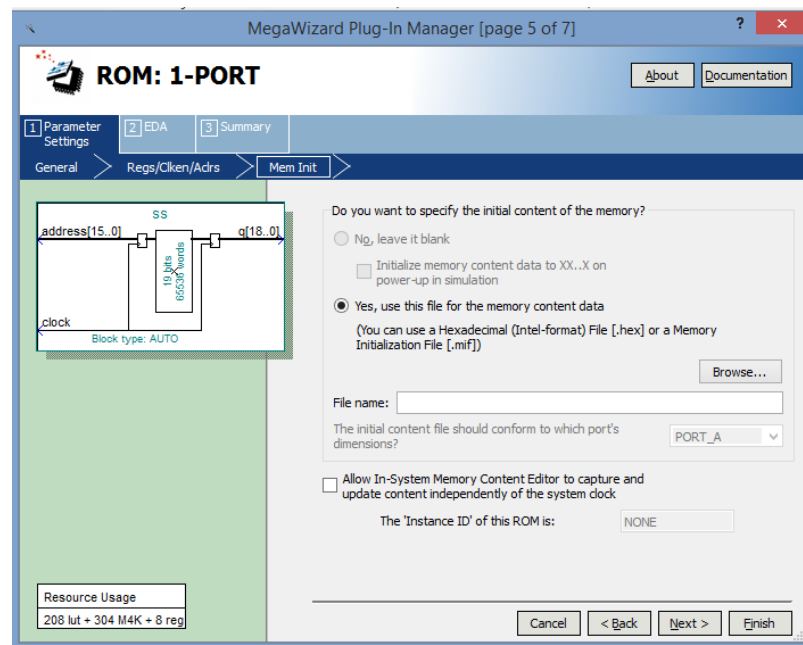 MegaWizard Plug-In Manager [page 5 of 7]
? ×
ROM: 1-PORT
About Documentation
1 Parameter Settings
2 EDA
3 Summary
General
Regs/Clken/Adrs
Mem Init
SS
address[15..0]
q[18..0]
19 bits
65536 words
clock
Block type: AUTO
Do you want to specify the initial content of the memory?
No, leave it blank
Initialize memory content data to XX..X on
power-up in simulation
Yes, use this file for the memory content data
(You can use a Hexadecimal (Intel-format) File [.hex] or a Memory
Initialization File [.mif])
Browse...
File name:
The initial content file should conform to which port's
dimensions?
PORT_A
Allow In-System Memory Content Editor to capture and
update content independently of the system clock
The 'Instance ID' of this ROM is:
NONE
Resource Usage
208 lut + 304 M4K + 8 reg
Cancel < Back Next > Finish